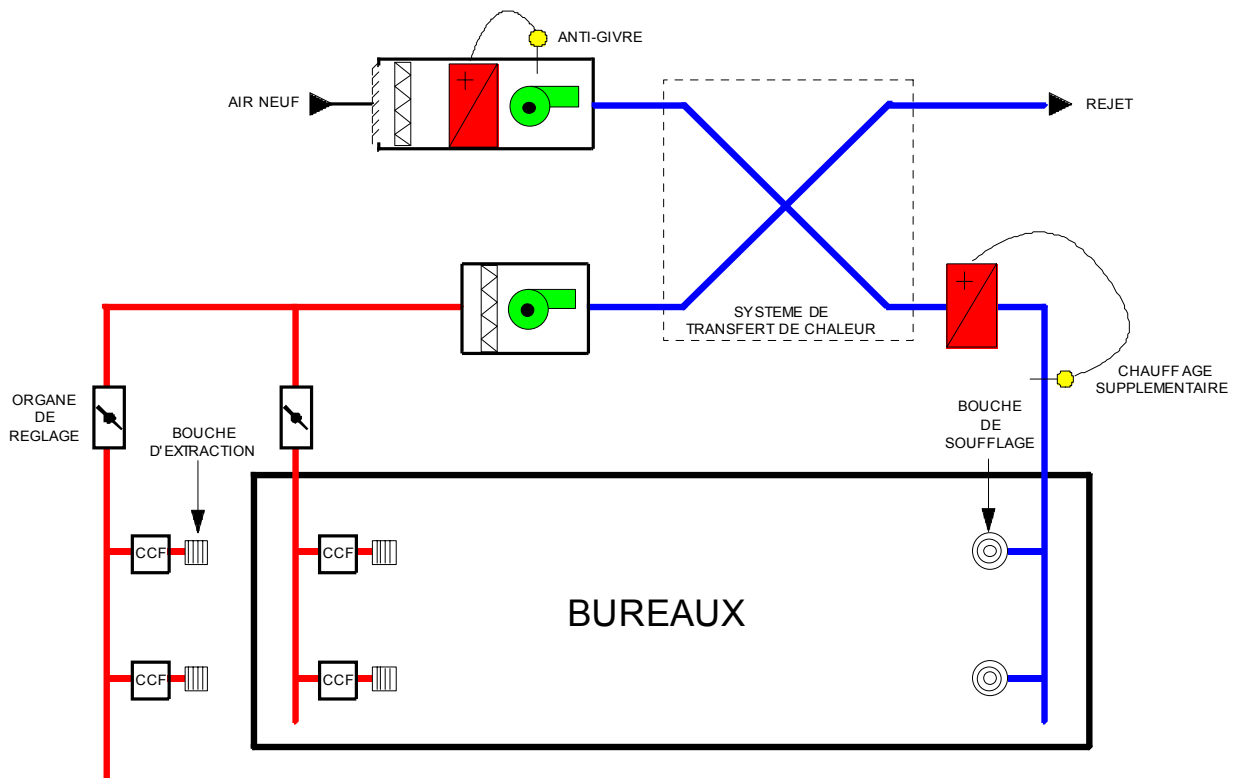 ANTI-GIVRE
AIR NEUF
REJET
SYSTEME DE
TRANSFERT DE CHALEUR
CHAUFFAGE
SUPPLEMENTAIRE
ORGANE
DE
REGLAGE
BOUCHE
D'EXTRACTION
BOUCHE
DE
SOUFFLAGE
CCF
CCF
BUREAUX
CCF
CCF